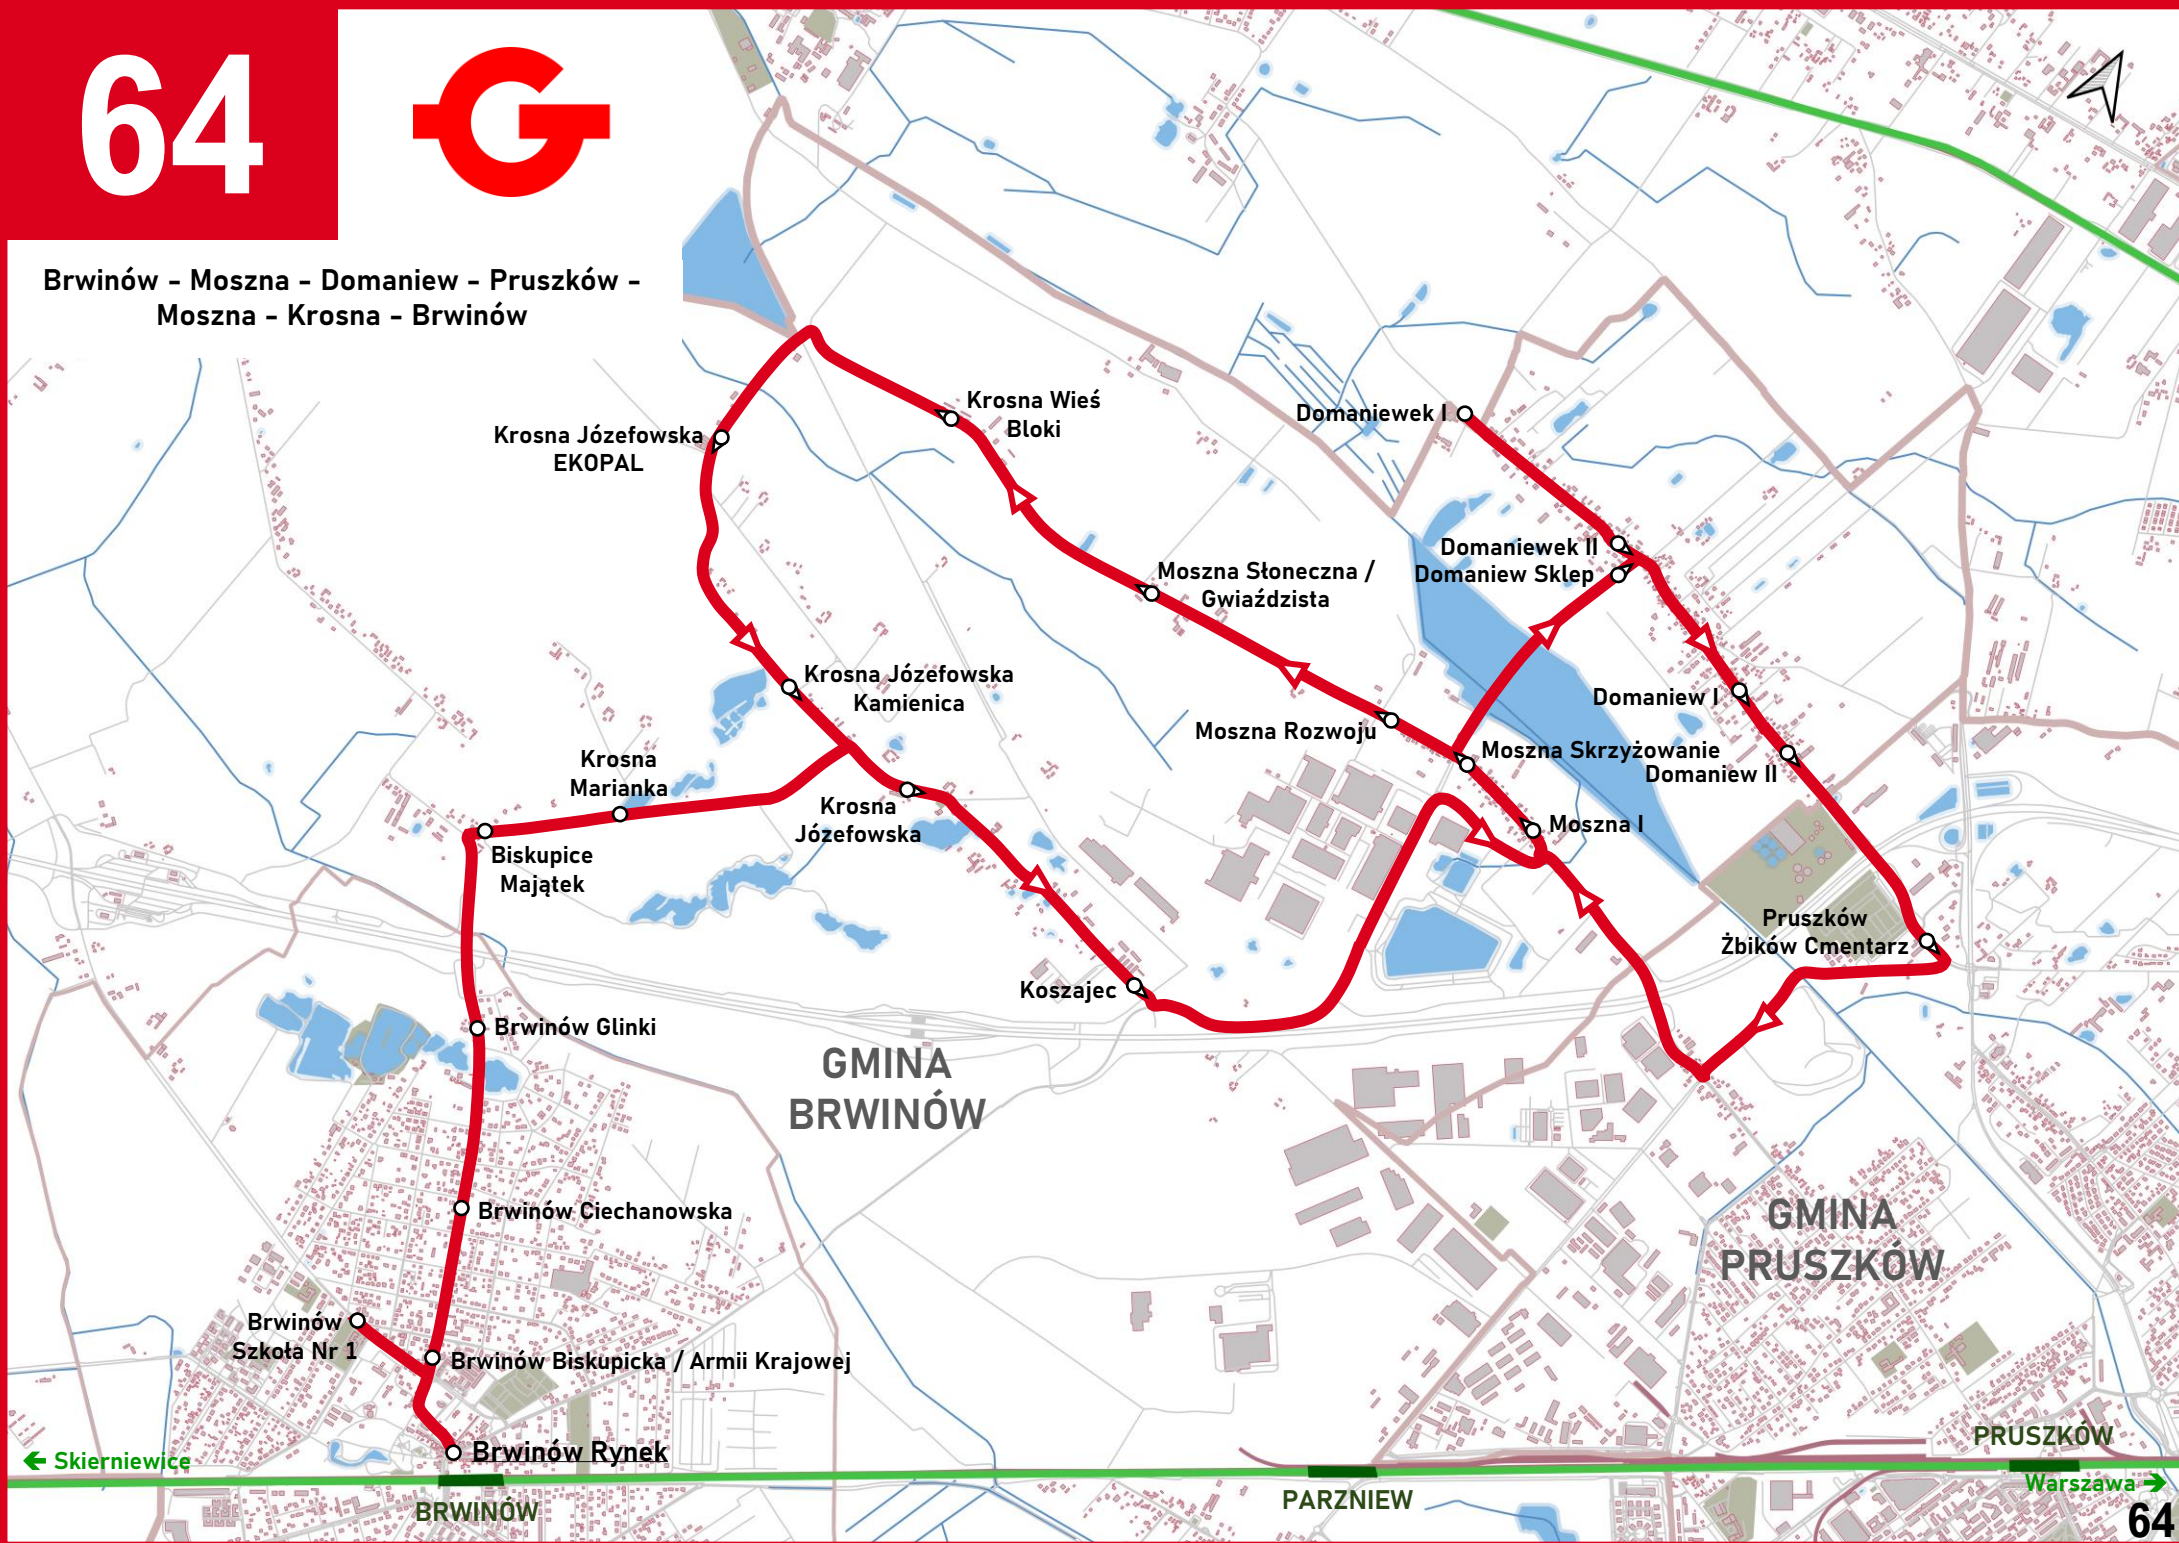 64
G
Brwinów - Moszna - Domaniew - Pruszków -
Moszna - Krosna - Brwinów
Krosna Wieś
Bloki
Domaniewek I
Krosna Józefowska
EKOPAL
Domaniewek II
Domaniew Sklep
Moszna Słoneczna /
Gwiaździsta
Krosna Józefowska
Kamienica
Domaniew I
Moszna Rozwoju
Moszna Skrzyżowanie
Domaniew II
Krosna
Marianka
Krosna
Józefowska
Moszna I
Biskupice
Majątek
Pruszków
Żbików Cmentarz
Koszajec
Brwinów Glinki
GMINA
BRWINÓW
Brwinów Ciechanowska
GMINA
PRUSZKÓW
Brwinów
Szkoła Nr 1
Brwinów Biskupicka / Armii Krajowej
Brwinów Rynek
← Skierniewice
PRUSZKÓW
Warszawa →
BRWINÓW
PARZNIEW
64